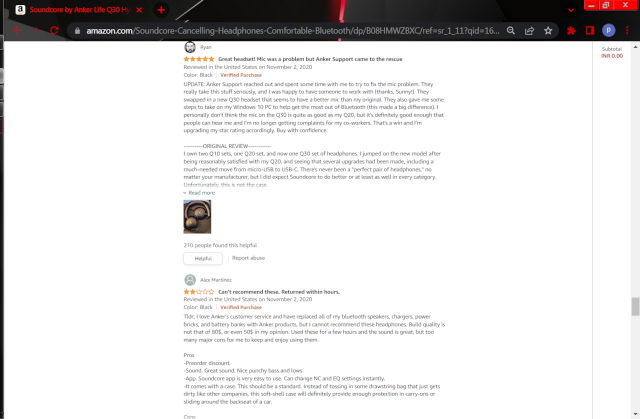 Soundcore by Anker Life Q30 Hy
amazon.com/Soundcore-Cancelling-Headphones-Comfortable-Bluetooth/dp/B08HMWZBXC/ref=sr_1_11?qid=16...
Subtotal
INR 0.00
Ryan
Great headset! Mic was a problem but Anker Support came to the rescue
Reviewed in the United States on November 2, 2020
Color: Black | Verified Purchase
UPDATE: Anker Support reached out and spent some time with me to try to fix the mic problem. They
really take this stuff seriously, and I was happy to have someone to work with (thanks, Sunny!). They
swapped in a new Q30 headset that seems to have a better mic than my original. They also gave me some
steps to take on my Windows 10 PC to help get the most out of Bluetooth (this made a big difference). I
personally don't think the mic on the Q30 is quite as good as my Q20, but it's definitely good enough that
people can hear me and I'm no longer getting complaints for my co-workers. That's a win and I'm
upgrading my star rating accordingly. Buy with confidence.
----------ORIGINAL REVIEW------------
I own two Q10 sets, one Q20 set, and now one Q30 set of headphones. I jumped on the new model after
being reasonably satisfied with my Q20, and seeing that several upgrades had been made, including a
much-needed move from micro-USB to USB-C. There's never been a "perfect pair of headphones," no
matter your manufacturer, but I did expect Soundcore to do better or at least as well in every category.
Unfortunately, this is not the case.
Read more
210 people found this helpful
Helpful | Report abuse
Alex Martinez
Can't recommend these. Returned within hours.
Reviewed in the United States on November 2, 2020
Color: Black | Verified Purchase
Tldr; I love Anker's customer service and have replaced all of my bluetooth speakers, chargers, power
bricks, and battery banks with Anker products, but I cannot recommend these headphones. Build quality is
not that of 80$, or even 50$ in my opinion. Used these for a few hours and the sound is great, but too
many major cons for me to keep and enjoy using them.
Pros
-Preorder discount.
-Sound. Great sound. Nice punchy bass and lows.
-App. Soundcore app is very easy to use. Can change NC and EQ settings instantly.
-It comes with a case. This should be a standard. Instead of tossing in some drawstring bag that just gets
dirty like other companies, this soft-shell case will definitely provide enough protection in carry-ons or
sliding around the backseat of a car.
Cons